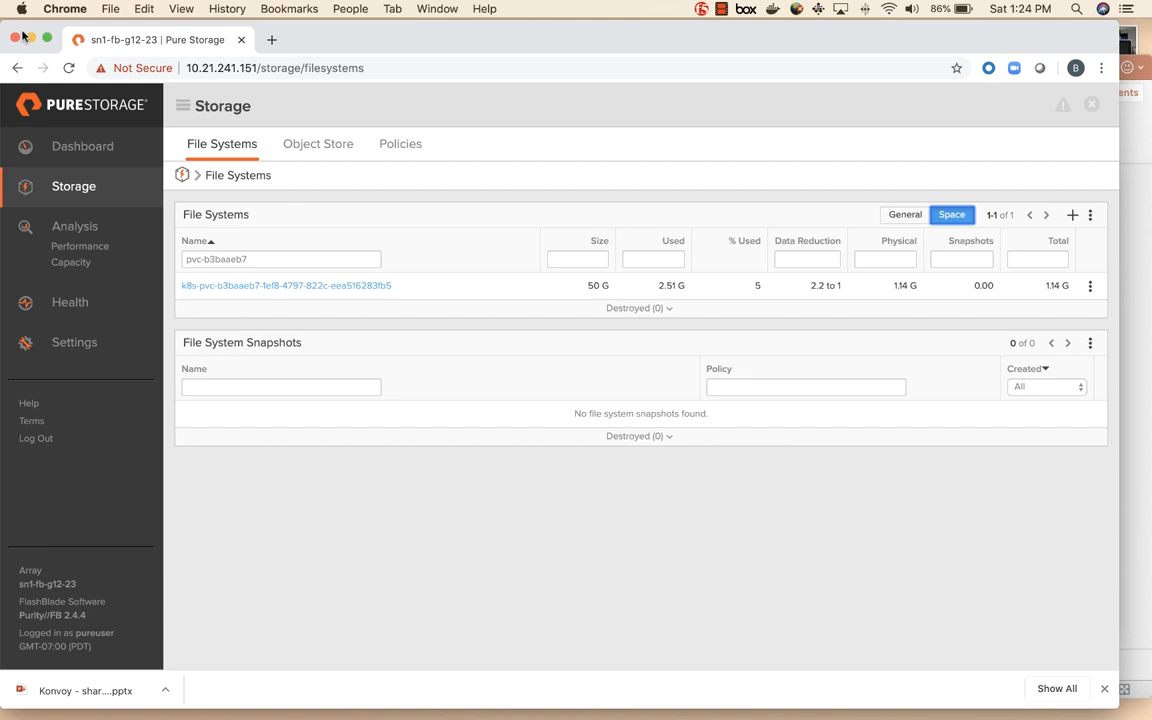 Chrome File Edit View History Bookmarks People Tab Window Help box 86% Sat 1:24 PM
sn1-fb-g12-23 | Pure Storage
Not Secure | 10.21.241.151/storage/filesystems B
ents
PURESTORAGE
Storage
Dashboard
Storage
Analysis
Performance
Capacity
Health
Settings
Help
Terms
Log Out
Array
sn1-fb-g12-23
FlashBlade Software
Purity//FB 2.4.4
Logged in as pureuser
GMT-07:00 (PDT)
File Systems Object Store Policies
File Systems
File Systems General Space 1-1 of 1
Name Size Used % Used Data Reduction Physical Snapshots Total
pvc-b3baaeb7
k8s-pvc-b3baaeb7-1ef8-4797-822c-eea516283fb5 50 G 2.51 G 5 2.2 to 1 1.14 G 0.00 1.14 G
Destroyed (0)
File System Snapshots 0 of 0
Name Policy Created
All
No file system snapshots found.
Destroyed (0)
Konvoy - shar....pptx Show All